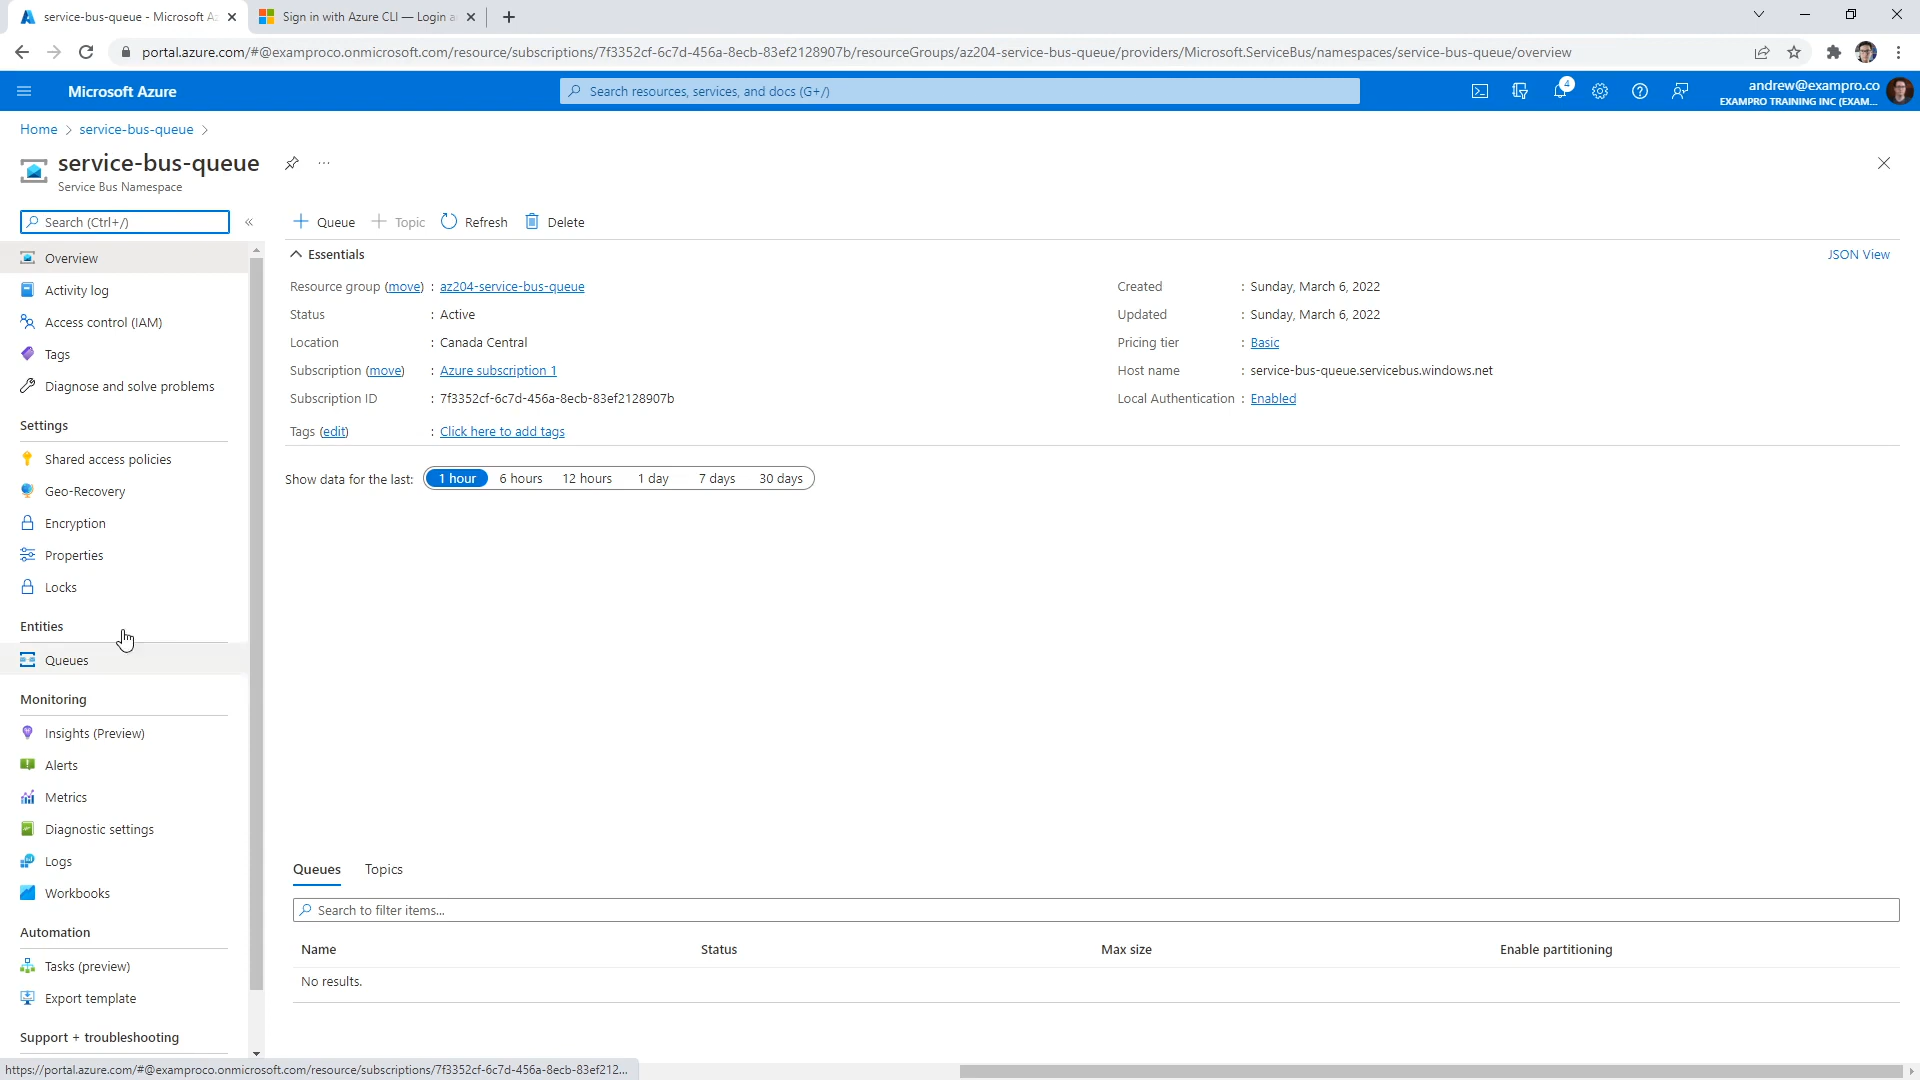 service-bus-queue - Microsoft Az
Sign in with Azure CLI — Login a
portal.azure.com/#@examproco.onmicrosoft.com/resource/subscriptions/7f3352cf-6c7d-456a-8ecb-83ef2128907b/resourceGroups/az204-service-bus-queue/providers/Microsoft.ServiceBus/namespaces/service-bus-queue/overview
Microsoft Azure
Search resources, services, and docs (G+/)
4
andrew@exampro.co
EXAMPRO TRAINING INC (EXAM...
Home > service-bus-queue >
service-bus-queue
Service Bus Namespace
Search (Ctrl+/)
Queue
Topic
Refresh
Delete
Overview
Activity log
Access control (IAM)
Tags
Diagnose and solve problems
Settings
Shared access policies
Geo-Recovery
Encryption
Properties
Locks
Entities
Queues
Monitoring
Insights (Preview)
Alerts
Metrics
Diagnostic settings
Logs
Workbooks
Automation
Tasks (preview)
Export template
Support + troubleshooting
Essentials
JSON View
Resource group (move) : az204-service-bus-queue
Status : Active
Location : Canada Central
Subscription (move) : Azure subscription 1
Subscription ID : 7f3352cf-6c7d-456a-8ecb-83ef2128907b
Tags (edit) : Click here to add tags
Created : Sunday, March 6, 2022
Updated : Sunday, March 6, 2022
Pricing tier : Basic
Host name : service-bus-queue.servicebus.windows.net
Local Authentication : Enabled
Show data for the last: 1 hour 6 hours 12 hours 1 day 7 days 30 days
Queues Topics
Search to filter items...
Name Status Max size Enable partitioning
No results.
https://portal.azure.com/#@examproco.onmicrosoft.com/resource/subscriptions/7f3352cf-6c7d-456a-8ecb-83ef212...